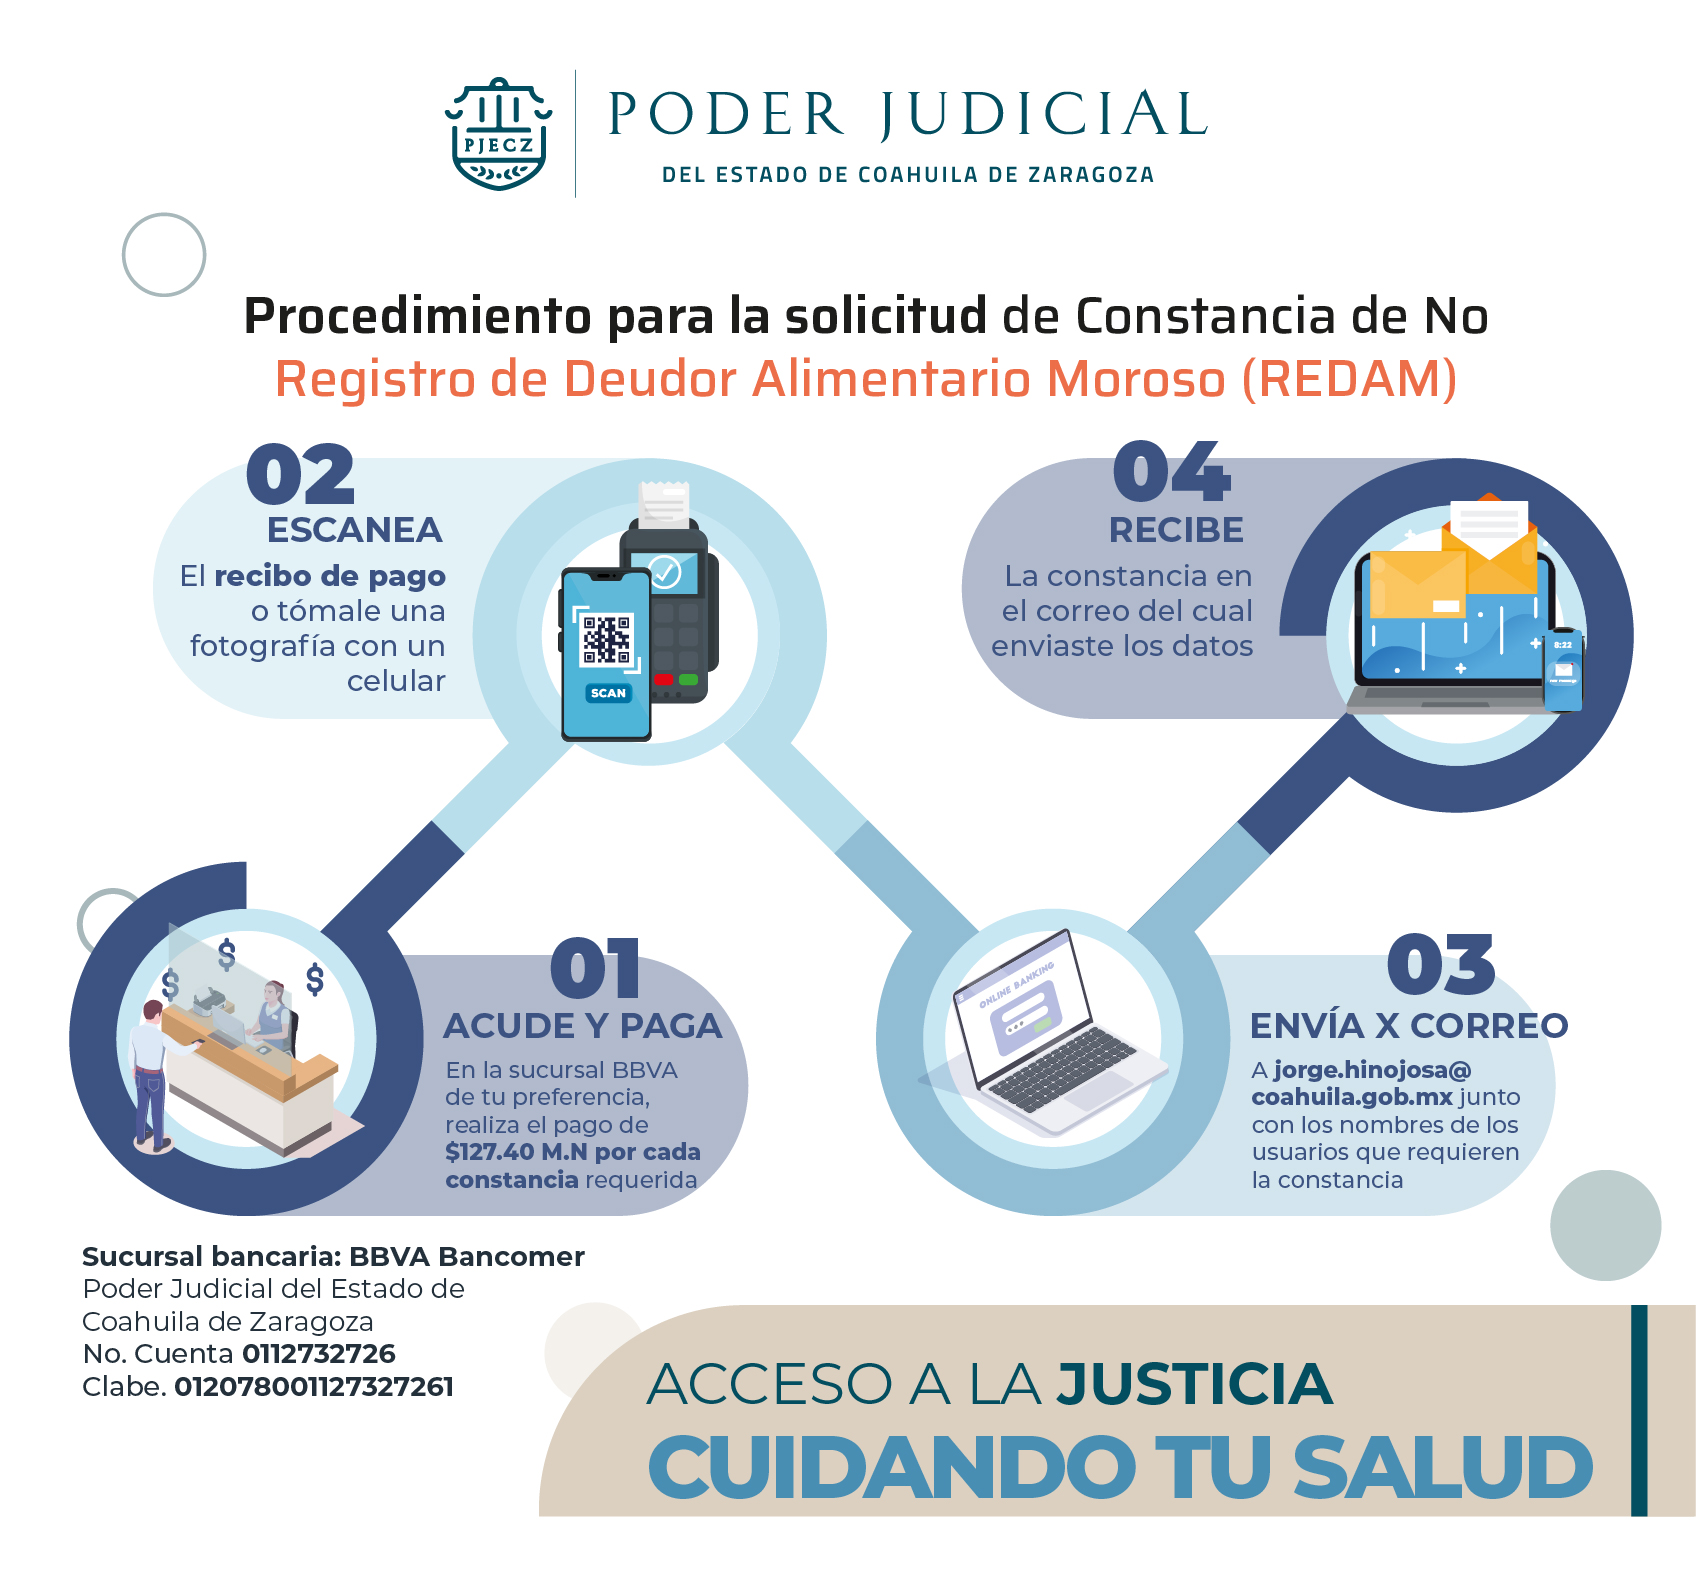 PJECZ
PODER JUDICIAL
DEL ESTADO DE COAHUILA DE ZARAGOZA
Procedimiento para la solicitud de Constancia de No
Registro de Deudor Alimentario Moroso (REDAM)
02
ESCANEA
El recibo de pago
o tómale una
fotografía con un
celular
SCAN
04
RECIBE
La constancia en
el correo del cual
enviaste los datos
8:22
01
ACUDE Y PAGA
En la sucursal BBVA
de tu preferencia,
realiza el pago de
$127.40 M.N por cada
constancia requerida
$
$
$
ONLINE BANKING
03
ENVÍA X CORREO
A jorge.hinojosa@
coahuila.gob.mx junto
con los nombres de los
usuarios que requieren
la constancia
Sucursal bancaria: BBVA Bancomer
Poder Judicial del Estado de
Coahuila de Zaragoza
No. Cuenta 0112732726
Clabe. 012078001127327261
ACCESO A LA JUSTICIA
CUIDANDO TU SALUD